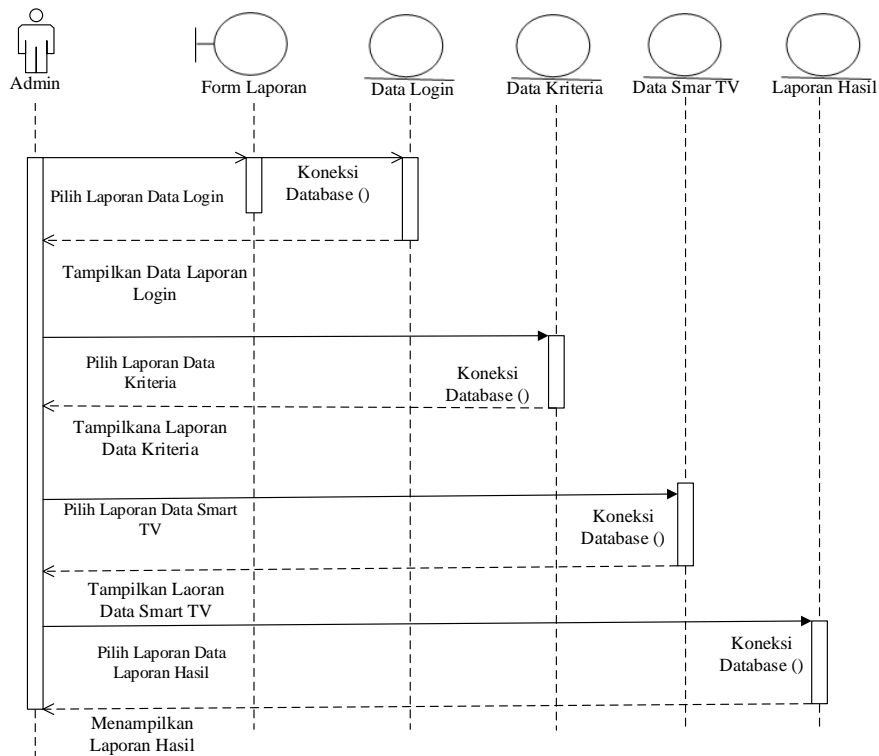 Admin
Form Laporan
Data Login
Data Kriteria
Data Smar TV
Laporan Hasil
Koneksi
Database ()
Pilih Laporan Data Login
Tampilkan Data Laporan
Login
Pilih Laporan Data
Kriteria
Koneksi
Database ()
Tampilkana Laporan
Data Kriteria
Pilih Laporan Data Smart
TV
Koneksi
Database ()
Tampilkan Laoran
Data Smart TV
Pilih Laporan Data
Laporan Hasil
Koneksi
Database ()
Menampilkan
Laporan Hasil